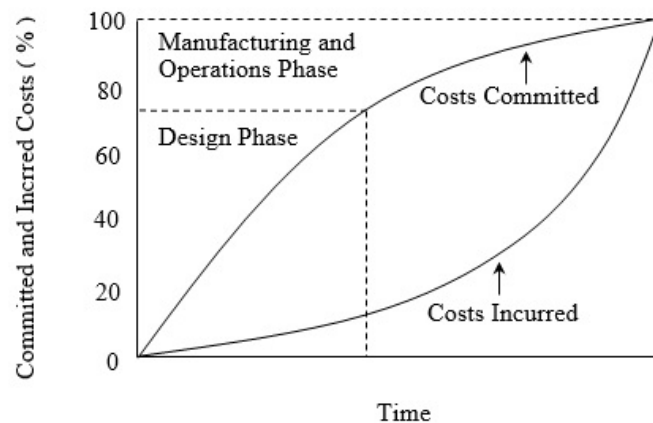 100
80
60
40
20
0
Committed and Incrred Costs ( % )
Manufacturing and
Operations Phase
Design Phase
Costs Committed
Costs Incurred
Time